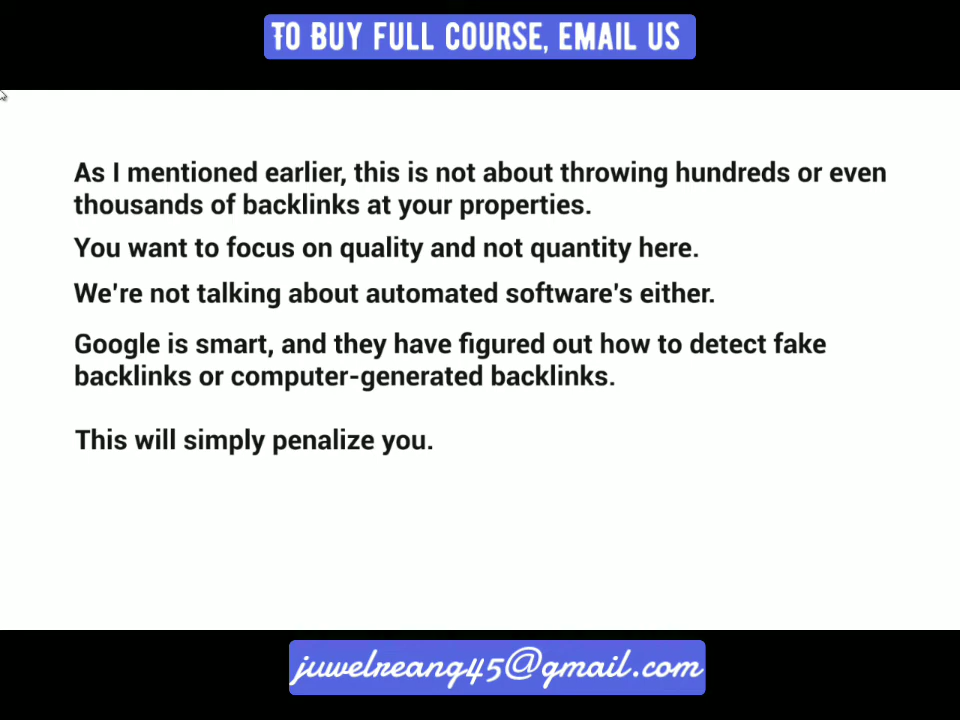 TO BUY FULL COURSE, EMAIL US
As I mentioned earlier, this is not about throwing hundreds or even
thousands of backlinks at your properties.
You want to focus on quality and not quantity here.
We're not talking about automated software's either.
Google is smart, and they have figured out how to detect fake
backlinks or computer-generated backlinks.
This will simply penalize you.
juwelreang45@gmail.com